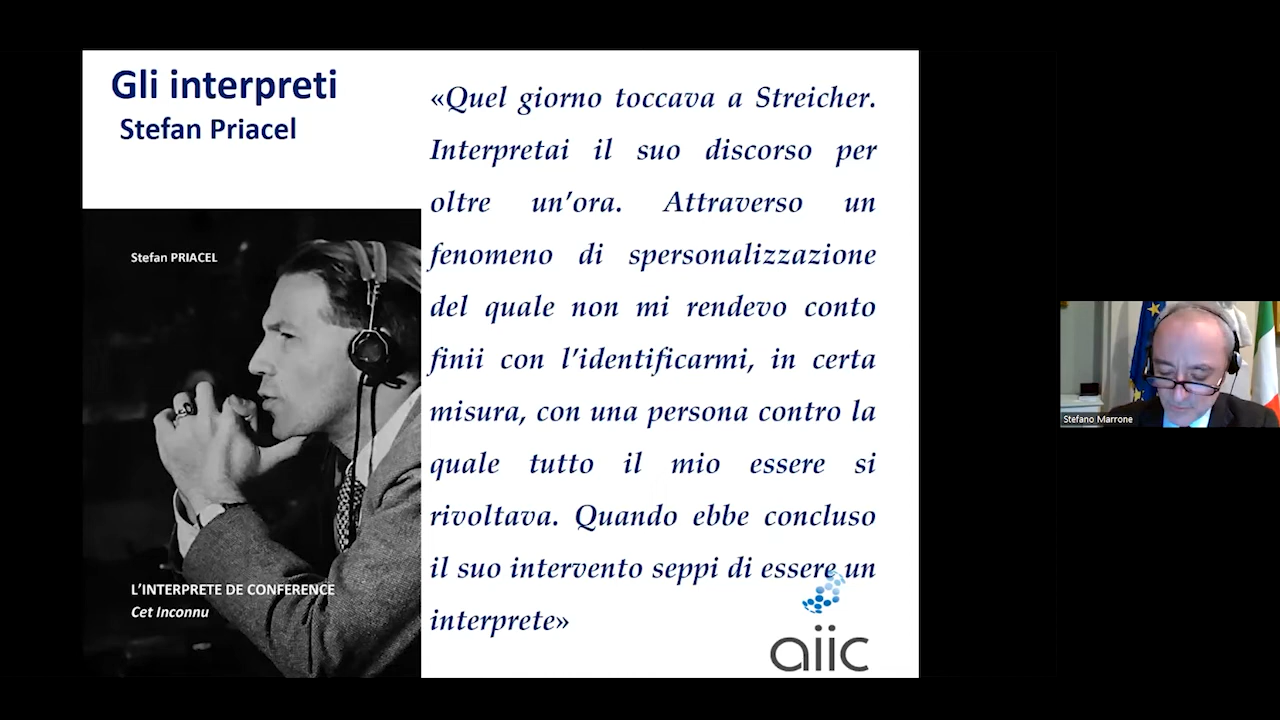 Gli interpreti
Stefan Priacel
Stefan PRIACEL
L'INTERPRETE DE CONFERENCE
Cet Inconnu
«Quel giorno toccava a Streicher.
Interpretai il suo discorso per
oltre un'ora. Attraverso un
fenomeno di spersonalizzazione
del quale non mi rendevo conto
finii con l'identificarmi, in certa
misura, con una persona contro la
quale tutto il mio essere si
rivoltava. Quando ebbe concluso
il suo intervento seppi di essere un
interprete»
aiic
Stefano Marrone